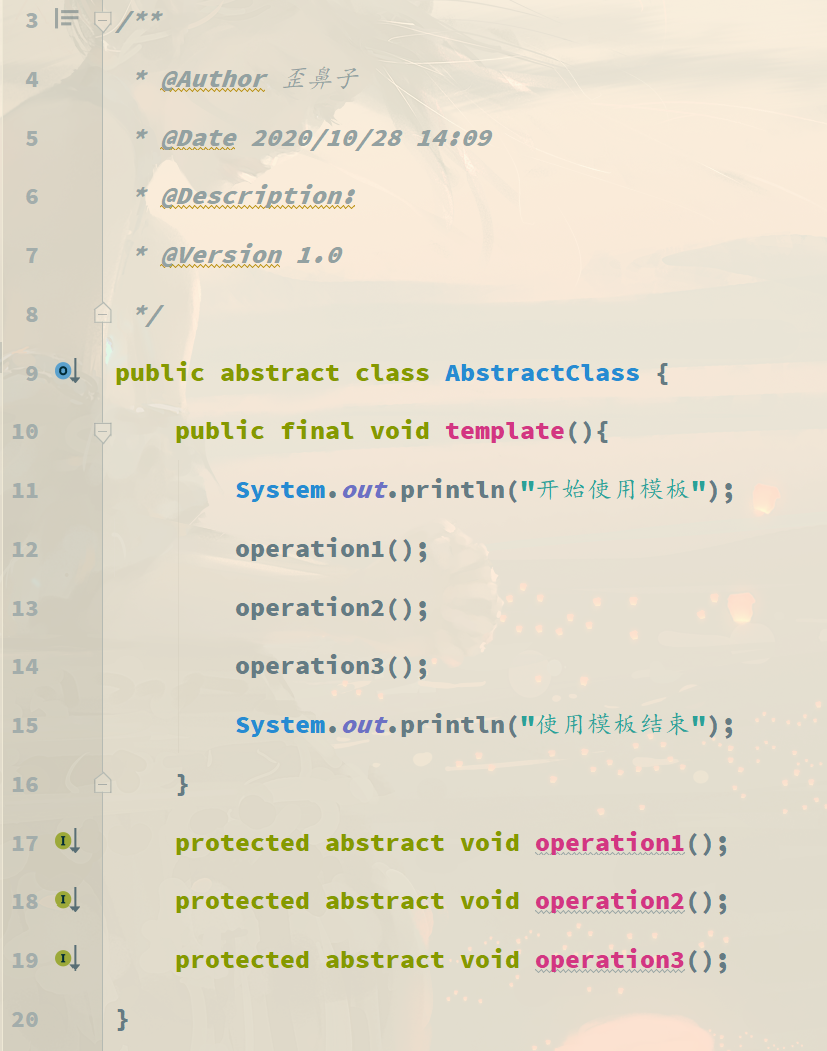 3 /**
4 * @Author 歪鼻子
5 * @Date 2020/10/28 14:09
6 * @Description:
7 * @Version 1.0
8 */
9 public abstract class AbstractClass {
10 public final void template(){
11 System.out.println("开始使用模板");
12 operation1();
13 operation2();
14 operation3();
15 System.out.println("使用模板结束");
16 }
17 protected abstract void operation1();
18 protected abstract void operation2();
19 protected abstract void operation3();
20 }